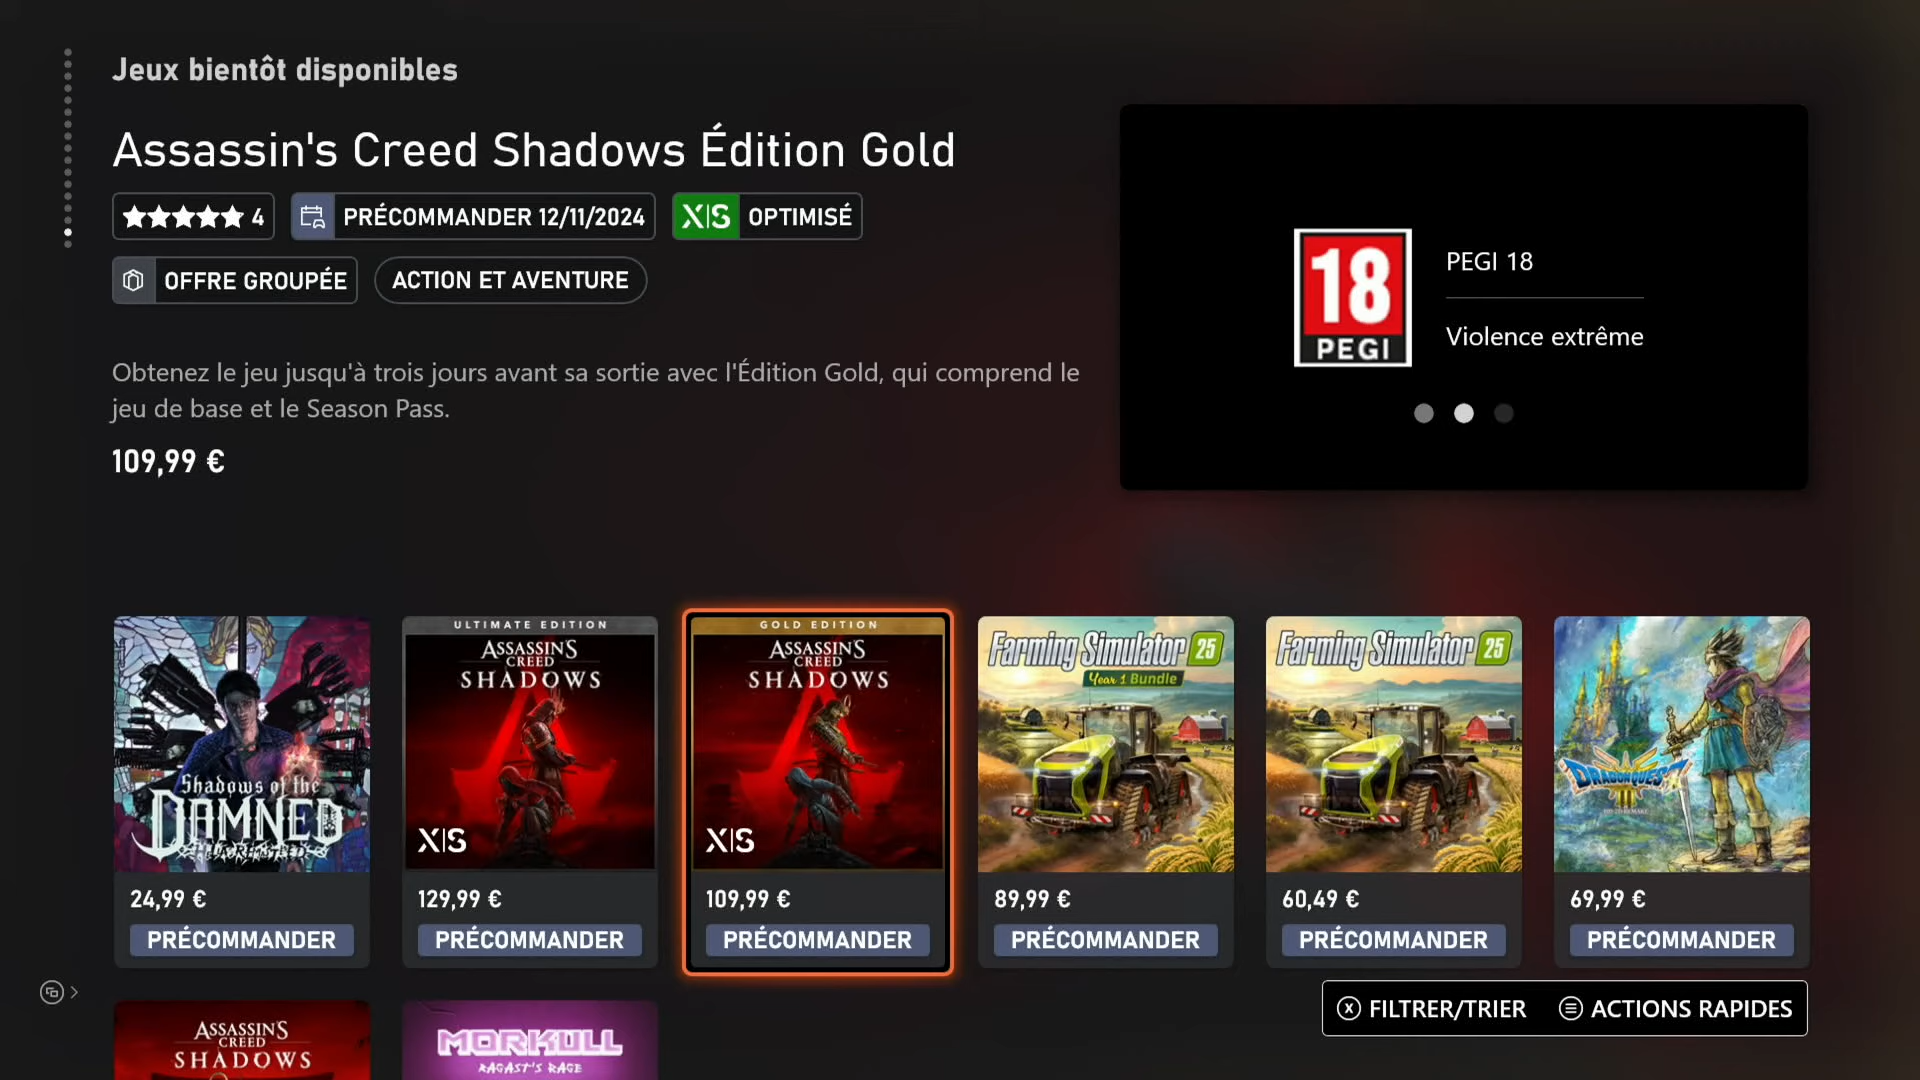 Jeux bientôt disponibles
Assassin's Creed Shadows Édition Gold
4
PRÉCOMMANDER 12/11/2024
X|S OPTIMISÉ
OFFRE GROUPÉE
ACTION ET AVENTURE
Obtenez le jeu jusqu'à trois jours avant sa sortie avec l'Édition Gold, qui comprend le
jeu de base et le Season Pass.
109,99 €
18
PEGI
PEGI 18
Violence extrême
Shadows of the
DAMNED
24,99 €
PRÉCOMMANDER
ULTIMATE EDITION
ASSASSIN'S
CREED
SHADOWS
X|S
129,99 €
PRÉCOMMANDER
GOLD EDITION
ASSASSIN'S
CREED
SHADOWS
X|S
109,99 €
PRÉCOMMANDER
Farming Simulator 25
Year 1 Bundle
89,99 €
PRÉCOMMANDER
Farming Simulator 25
60,49 €
PRÉCOMMANDER
DRAGON QUEST
III
69,99 €
PRÉCOMMANDER
ASSASSIN'S
CREED
SHADOWS
MORKULL
RAGAST'S RAGE
X FILTRER/TRIER
ACTIONS RAPIDES